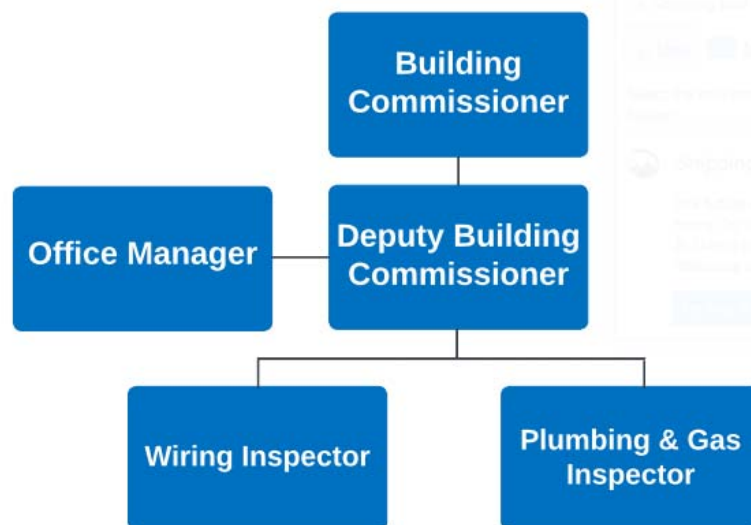 Building
Commissioner
Office Manager
Deputy Building
Commissioner
Wiring Inspector
Plumbing & Gas
Inspector